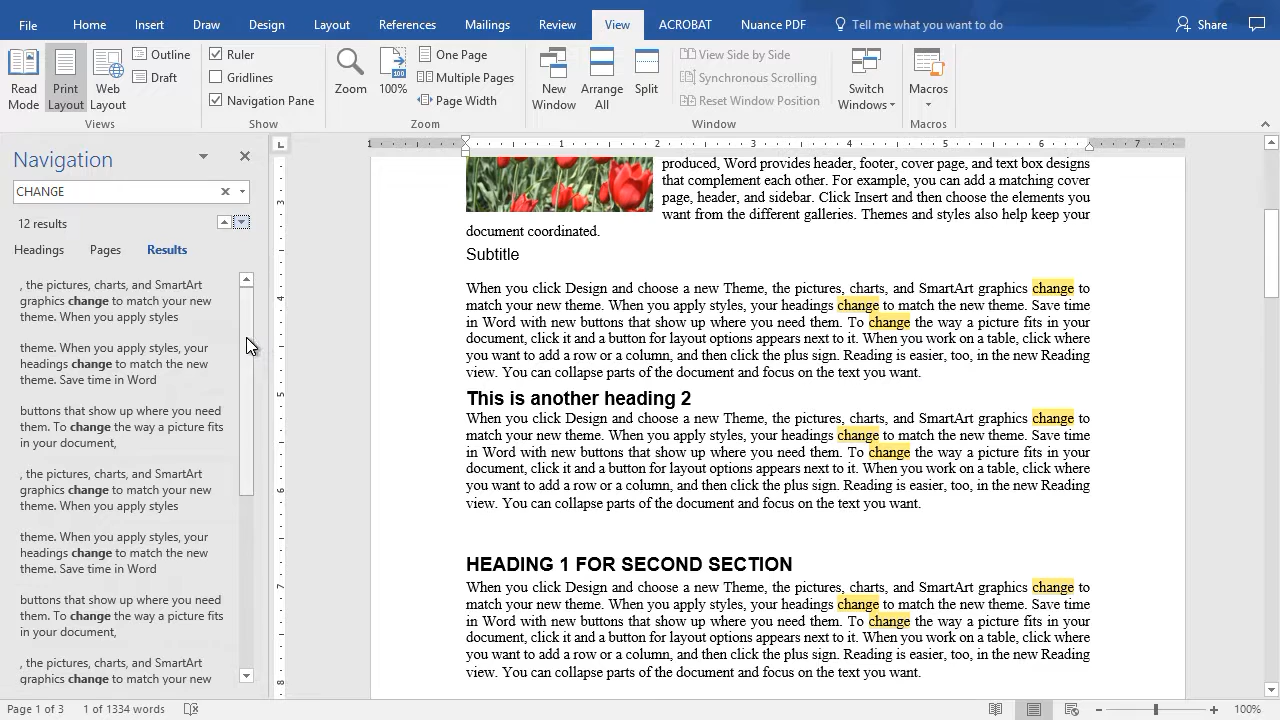 File Home Insert Draw Design Layout References Mailings Review View ACROBAT Nuance PDF Tell me what you want to do Share
Read Mode
Print Layout
Web Layout
Outline
Draft
Views
Ruler
Gridlines
Navigation Pane
Show
Zoom
100
100%
One Page
Multiple Pages
Page Width
Zoom
New Window
Arrange All
Split
View Side by Side
Synchronous Scrolling
Reset Window Position
Window
Switch Windows
Macros
Macros
Navigation
CHANGE
12 results
Headings Pages Results
, the pictures, charts, and SmartArt
graphics change to match your new
theme. When you apply styles
theme. When you apply styles, your
headings change to match the new
theme. Save time in Word
buttons that show up where you need
them. To change the way a picture fits
in your document,
, the pictures, charts, and SmartArt
graphics change to match your new
theme. When you apply styles
theme. When you apply styles, your
headings change to match the new
theme. Save time in Word
buttons that show up where you need
them. To change the way a picture fits
in your document,
, the pictures, charts, and SmartArt
graphics change to match your new
L
1 1 2 3 4 5 6 7
3
4
5
6
7
8
produced, Word provides header, footer, cover page, and text box designs
that complement each other. For example, you can add a matching cover
page, header, and sidebar. Click Insert and then choose the elements you
want from the different galleries. Themes and styles also help keep your
document coordinated.
Subtitle
When you click Design and choose a new Theme, the pictures, charts, and SmartArt graphics change to
match your new theme. When you apply styles, your headings change to match the new theme. Save time
in Word with new buttons that show up where you need them. To change the way a picture fits in your
document, click it and a button for layout options appears next to it. When you work on a table, click where
you want to add a row or a column, and then click the plus sign. Reading is easier, too, in the new Reading
view. You can collapse parts of the document and focus on the text you want.
This is another heading 2
When you click Design and choose a new Theme, the pictures, charts, and SmartArt graphics change to
match your new theme. When you apply styles, your headings change to match the new theme. Save time
in Word with new buttons that show up where you need them. To change the way a picture fits in your
document, click it and a button for layout options appears next to it. When you work on a table, click where
you want to add a row or a column, and then click the plus sign. Reading is easier, too, in the new Reading
view. You can collapse parts of the document and focus on the text you want.
HEADING 1 FOR SECOND SECTION
When you click Design and choose a new Theme, the pictures, charts, and SmartArt graphics change to
match your new theme. When you apply styles, your headings change to match the new theme. Save time
in Word with new buttons that show up where you need them. To change the way a picture fits in your
document, click it and a button for layout options appears next to it. When you work on a table, click where
you want to add a row or a column, and then click the plus sign. Reading is easier, too, in the new Reading
view. You can collapse parts of the document and focus on the text you want.
Page 1 of 3 1 of 1334 words 100%